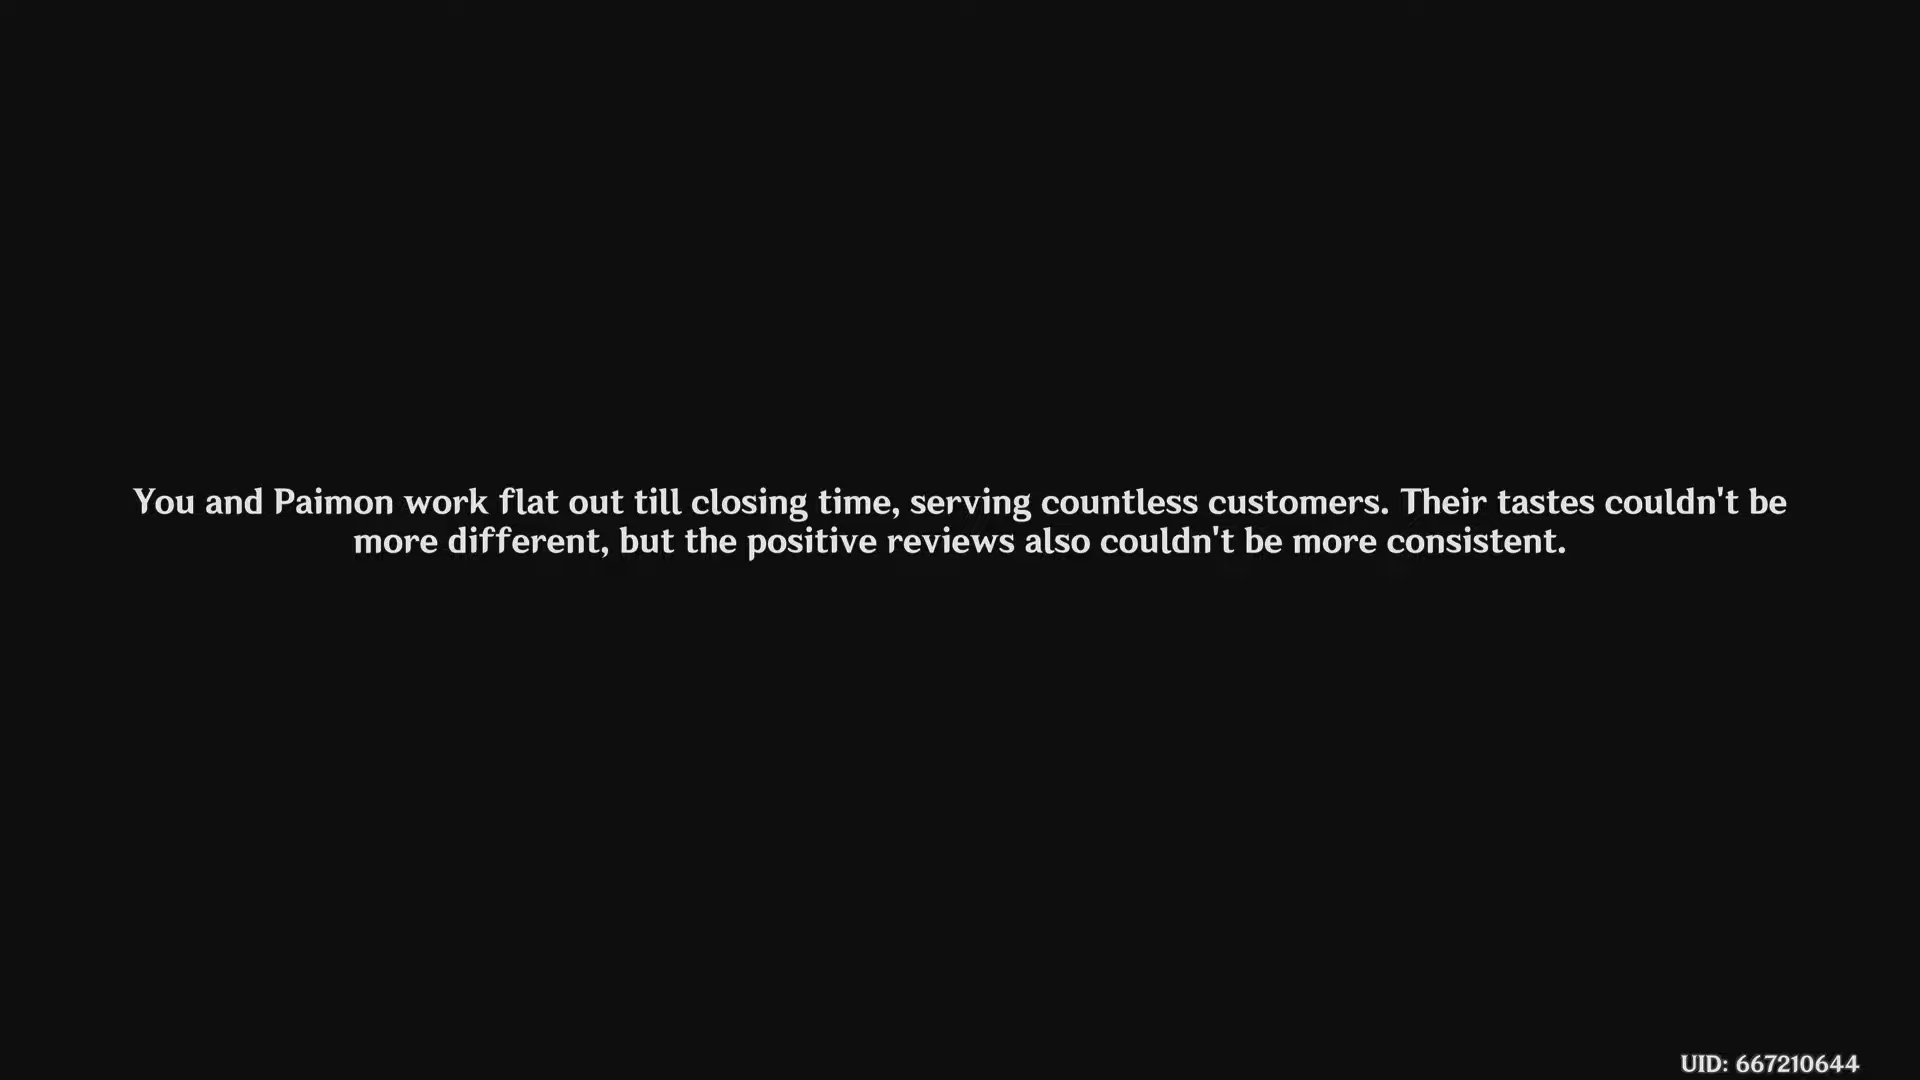 You and Paimon work flat out till closing time, serving countless customers. Their tastes couldn't be
more different, but the positive reviews also couldn't be more consistent.
UID: 667210644